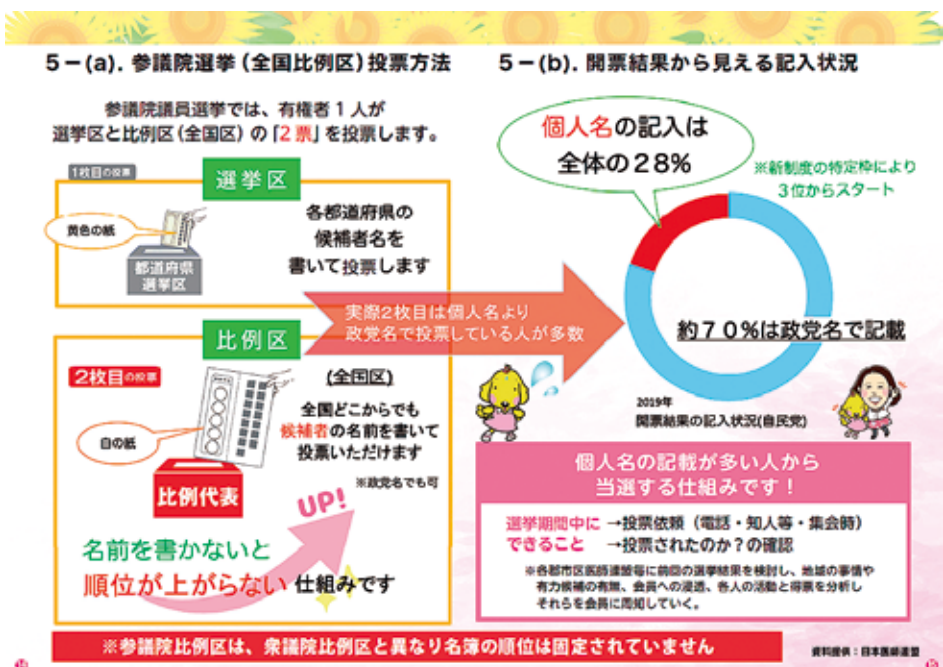 5－(a). 参議院選挙（全国比例区）投票方法
参議院議員選挙では、有権者1人が
選挙区と比例区（全国区）の「2票」を投票します。
1枚目の投票
選挙区
黄色の紙
都道府県
選挙区
各都道府県の
候補者名を
書いて投票します
実際2枚目は個人名より
政党名で投票している人が多数
比例区
2枚目の投票
白の紙
比例代表
(全国区)
全国どこからでも
候補者の名前を書いて
投票いただけます
※政党名でも可
UP!
名前を書かないと
順位が上がらない 仕組みです
5－(b). 開票結果から見える記入状況
個人名の記入は
全体の28%
※新制度の特定枠により
3位からスタート
約70%は政党名で記載
2019年
開票結果の記入状況(自民党)
個人名の記載が多い人から
当選する仕組みです！
選挙期間中に →投票依頼（電話・知人等・集会時）
できること →投票されたのか？の確認
※各郡市区医師連盟毎に前回の選挙結果を検討し、地域の事情や
有力候補の有無、会員への浸透、各人の活動と得票を分析し
それらを会員に周知していく。
※参議院比例区は、衆議院比例区と異なり名簿の順位は固定されていません
資料提供：日本医師連盟